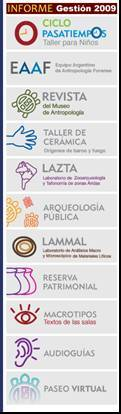 INFORME Gestión 2009
CICLO
PASATIEMPOS
Taller para Niños
EAAF
Equipo Argentino
de Antropología Forense
REVISTA
del Museo
de Antropología
TALLER DE
CERÁMICA
Orígenes de barro y fuego
LAZTA
Laboratorio de Zooarqueología
y Tafonomía de zonas Áridas
ARQUEOLOGÍA
PÚBLICA
LAMMAL
Laboratorio de Análisis Macro
y Microscópico de Materiales Líticos
RESERVA
PATRIMONIAL
MACROTIPOS
Textos de las salas
AUDIOGUÍAS
PASEO VIRTUAL